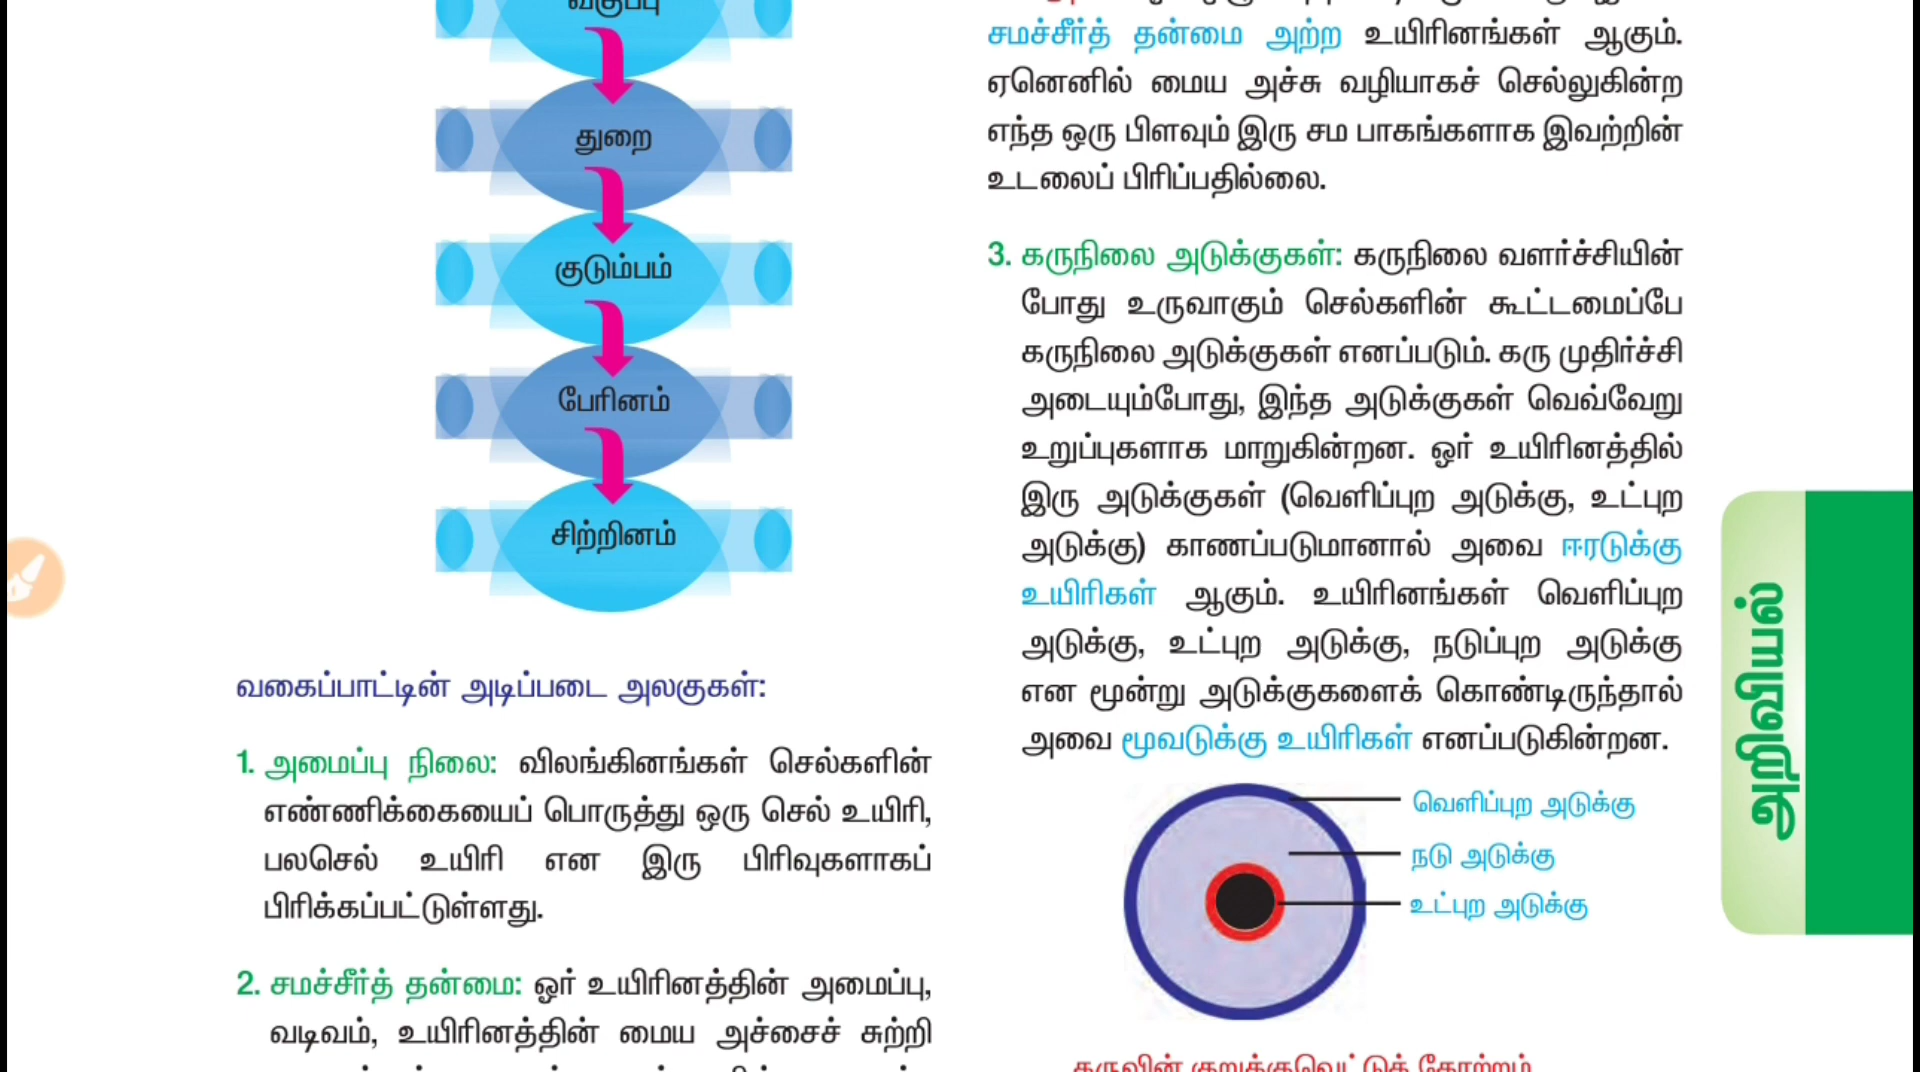 வகுப்பு
துறை
குடும்பம்
பேரினம்
சிற்றினம்
வகைப்பாட்டின் அடிப்படை அலகுகள்:
1. அமைப்பு நிலை: விலங்கினங்கள் செல்களின்
எண்ணிக்கையைப் பொருத்து ஒரு செல் உயிரி,
பலசெல் உயிரி என இரு பிரிவுகளாகப்
பிரிக்கப்பட்டுள்ளது.
2. சமச்சீர்த் தன்மை: ஓர் உயிரினத்தின் அமைப்பு,
வடிவம், உயிரினத்தின் மைய அச்சைச் சுற்றி
சமச்சீர்த் தன்மை அற்ற உயிரினங்கள் ஆகும்.
ஏனெனில் மைய அச்சு வழியாகச் செல்லுகின்ற
எந்த ஒரு பிளவும் இரு சம பாகங்களாக இவற்றின்
உடலைப் பிரிப்பதில்லை.
3. கருநிலை அடுக்குகள்: கருநிலை வளர்ச்சியின்
போது உருவாகும் செல்களின் கூட்டமைப்பே
கருநிலை அடுக்குகள் எனப்படும். கரு முதிர்ச்சி
அடையும்போது, இந்த அடுக்குகள் வெவ்வேறு
உறுப்புகளாக மாறுகின்றன. ஓர் உயிரினத்தில்
இரு அடுக்குகள் (வெளிப்புற அடுக்கு, உட்புற
அடுக்கு) காணப்படுமானால் அவை ஈரடுக்கு
உயிரிகள் ஆகும். உயிரினங்கள் வெளிப்புற
அடுக்கு, உட்புற அடுக்கு, நடுப்புற அடுக்கு
என மூன்று அடுக்குகளைக் கொண்டிருந்தால்
அவை மூவடுக்கு உயிரிகள் எனப்படுகின்றன.
வெளிப்புற அடுக்கு
நடு அடுக்கு
உட்புற அடுக்கு
கருவின் குறுக்குவெட்டுத் தோற்றம்
அறிவியல்